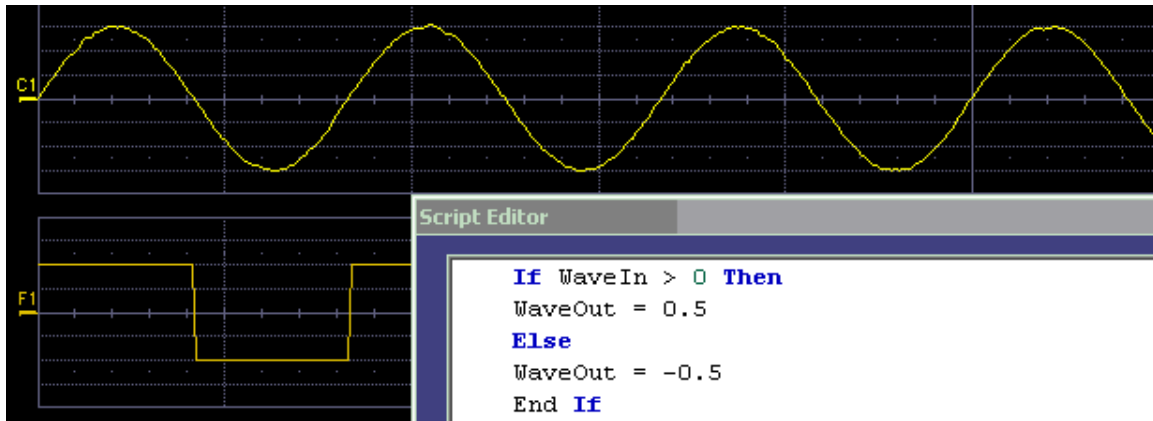 C1
F1
Script Editor
If WaveIn > 0 Then
WaveOut = 0.5
Else
WaveOut = -0.5
End If